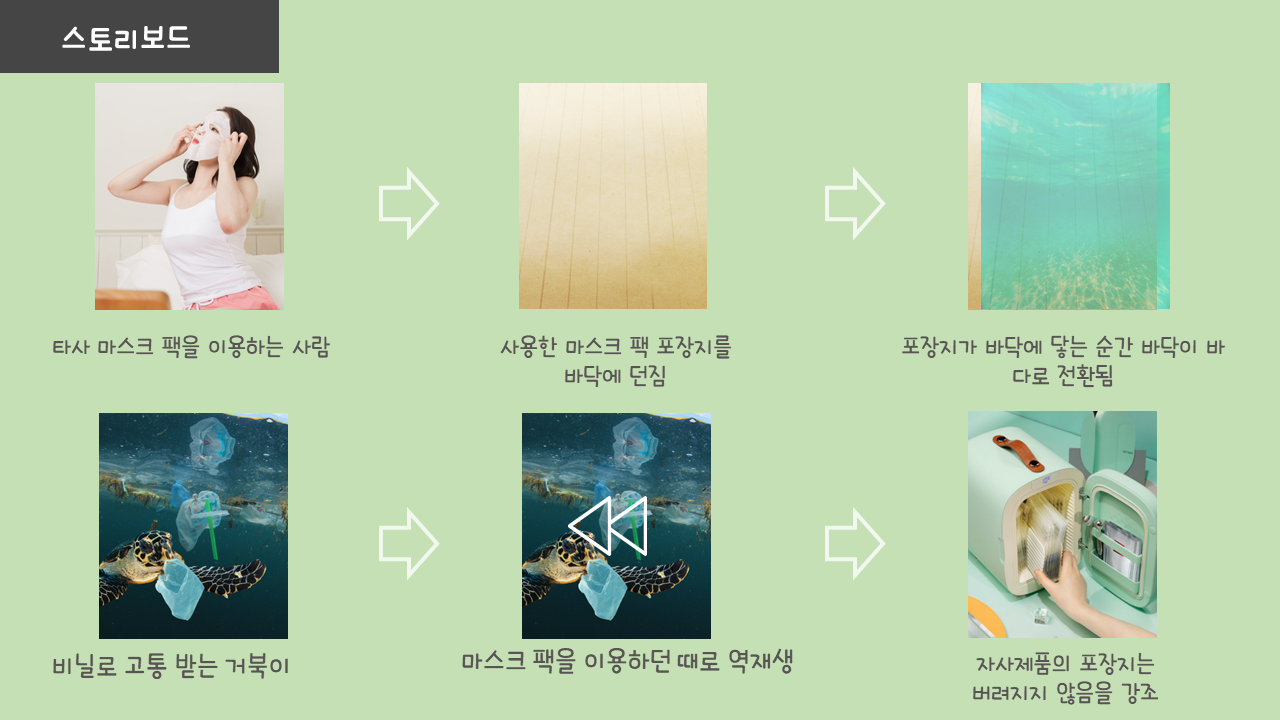 스토리보드
타사 마스크 팩을 이용하는 사람
사용한 마스크 팩 포장지를
바닥에 던짐
포장지가 바닥에 닿는 순간 바닥이 바
다로 전환됨
비닐로 고통 받는 거북이
마스크 팩을 이용하던 때로 역재생
자사제품의 포장지는
버려지지 않음을 강조